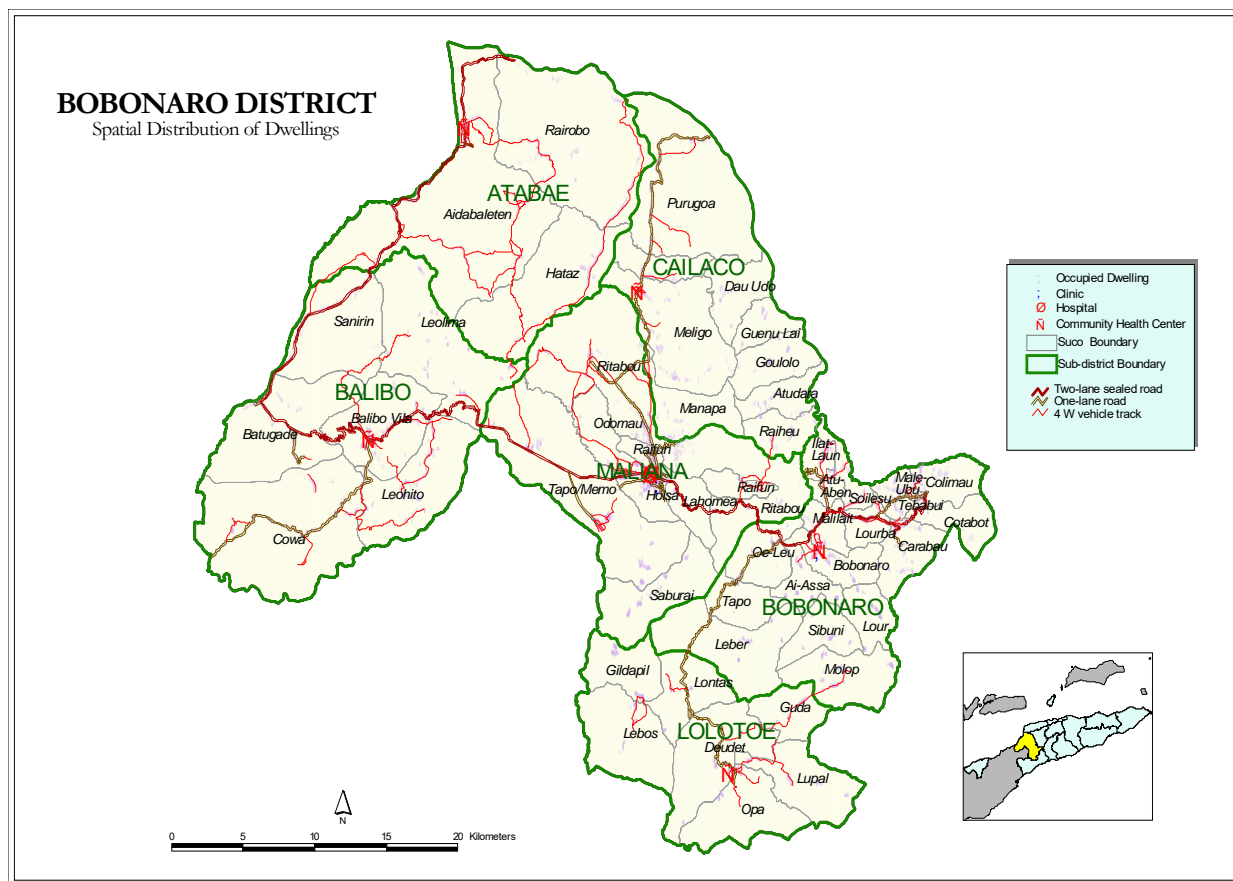 BOBONARO DISTRICT
Spatial Distribution of Dwellings
Rairobo
ATABAE
Aidabaleten
Purugoa
Hataz
CAILACO
Dau Udo
Sanirin
Leolima
Meligo
Guenu Lai
Goulolo
Ritabou
BALIBO
Atudara
Manapa
Balibo Vila
Odomau
Batugade
Raiheu
Ilat-
Laun
Raifun
MALIANA
Tapo/Memo
Holsa
Lahomea
Raifun
Ritabou
Atu-
Aben
Male
Ubu
Colimau
Soilesu
Tebabui
Leohito
Malilait
Lourba
Cotabot
Carabau
Cowa
Oe-Leu
Bobonaro
Ai-Assa
Saburai
Tapo
BOBONARO
Sibuni
Lour
Leber
Molop
Gildapil
Lontas
Guda
Lebos
LOLOTOE
Deudet
Lupal
Opa
Occupied Dwelling
Clinic
Hospital
Ñ Community Health Center
Suco Boundary
Sub-district Boundary
Two-lane sealed road
One-lane road
4 W vehicle track
N
0 5 10 15 20 Kilometers